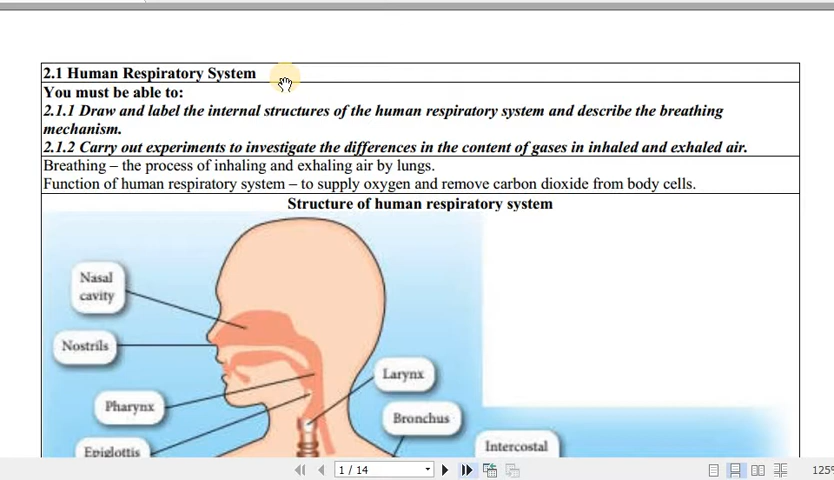 2.1 Human Respiratory System
You must be able to:
2.1.1 Draw and label the internal structures of the human respiratory system and describe the breathing
mechanism.
2.1.2 Carry out experiments to investigate the differences in the content of gases in inhaled and exhaled air.
Breathing – the process of inhaling and exhaling air by lungs.
Function of human respiratory system – to supply oxygen and remove carbon dioxide from body cells.
Structure of human respiratory system
Nasal
cavity
Nostrils
Larynx
Pharynx
Bronchus
Epiglottis
Intercostal
1 / 14
125%